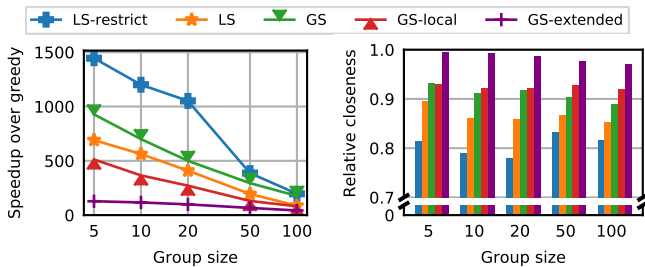 LS-restrict LS GS GS-local GS-extended
Speedup over greedy
1500
1000
500
0
5 10 20 50 100
Group size
Relative closeness
1.0
0.9
0.8
0.7
0
5 10 20 50 100
Group size